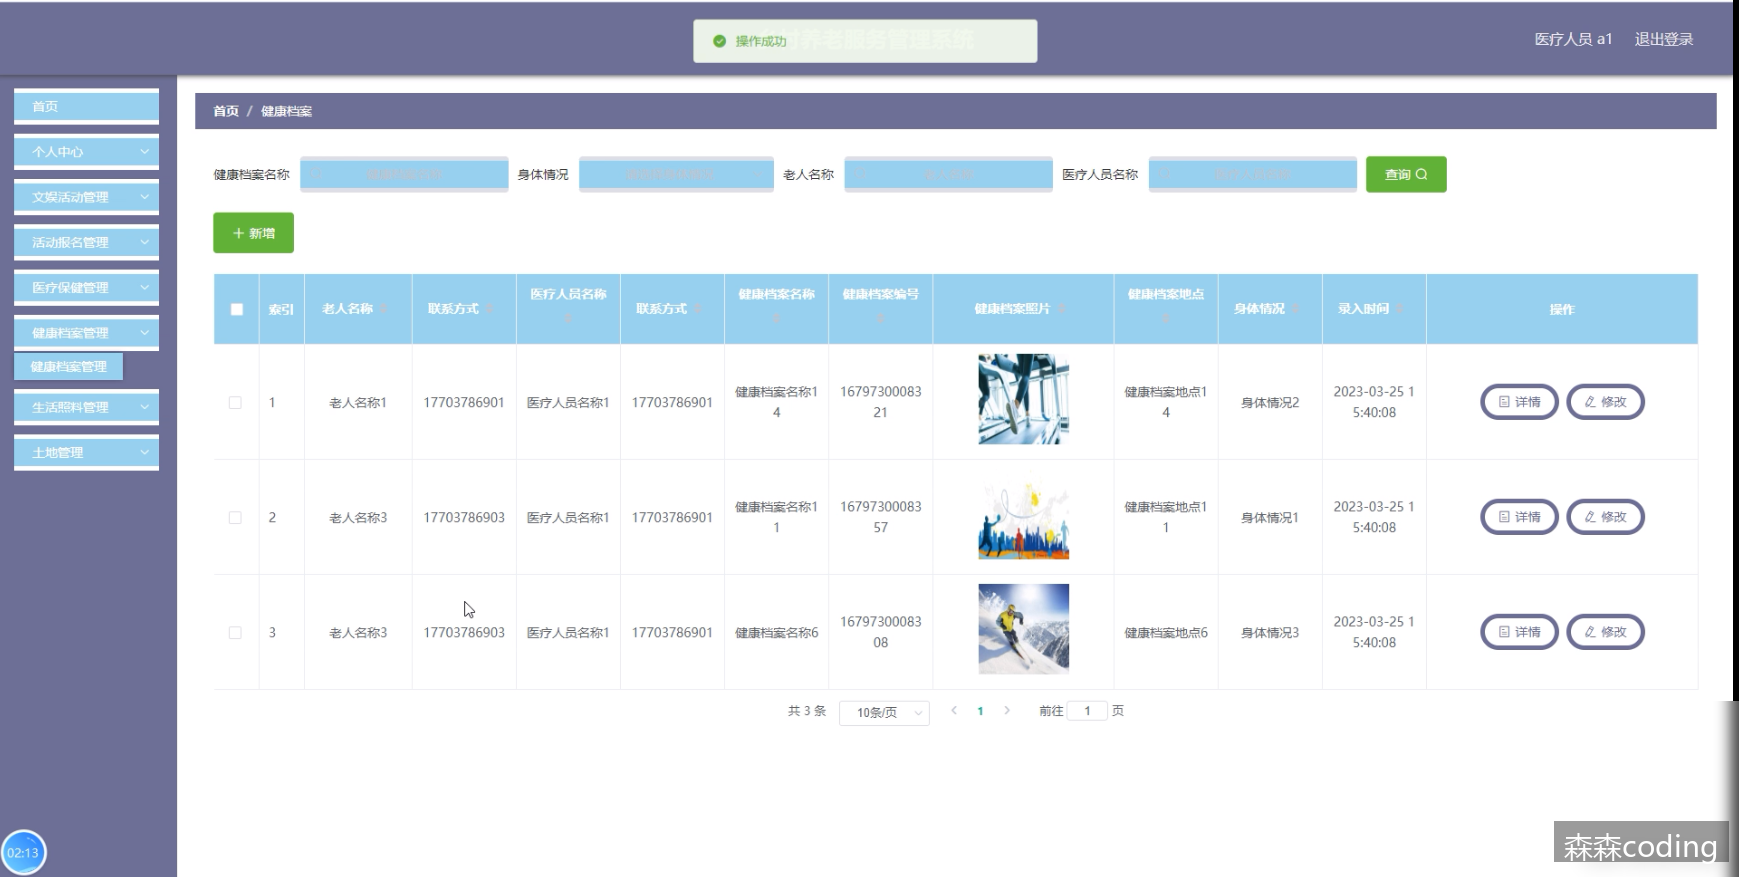 操作成功
村养老服务管理系统
医疗人员 a1 退出登录
首页
个人中心
文娱活动管理
活动报名管理
医疗保健管理
健康档案管理
健康档案管理
生活照料管理
土地管理
首页 / 健康档案
健康档案名称 身体情况 老人名称 医疗人员名称 查询
新增
索引 老人名称 联系方式 医疗人员名称 联系方式 健康档案名称 健康档案编号 健康档案照片 健康档案地点 身体情况 录入时间 操作
1 老人名称1 17703786901 医疗人员名称1 17703786901 健康档案名称1 16797300083 健康档案地点1 身体情况2 2023-03-25 1 详情 修改
4 21 4 5:40:08
2 老人名称3 17703786903 医疗人员名称1 17703786901 健康档案名称1 16797300083 健康档案地点1 身体情况1 2023-03-25 1 详情 修改
1 57 1 5:40:08
3 老人名称3 17703786903 医疗人员名称1 17703786901 健康档案名称6 16797300083 健康档案地点6 身体情况3 2023-03-25 1 详情 修改
08 5:40:08
共 3 条 10条/页 1 前往 1 页
02:13
森森coding